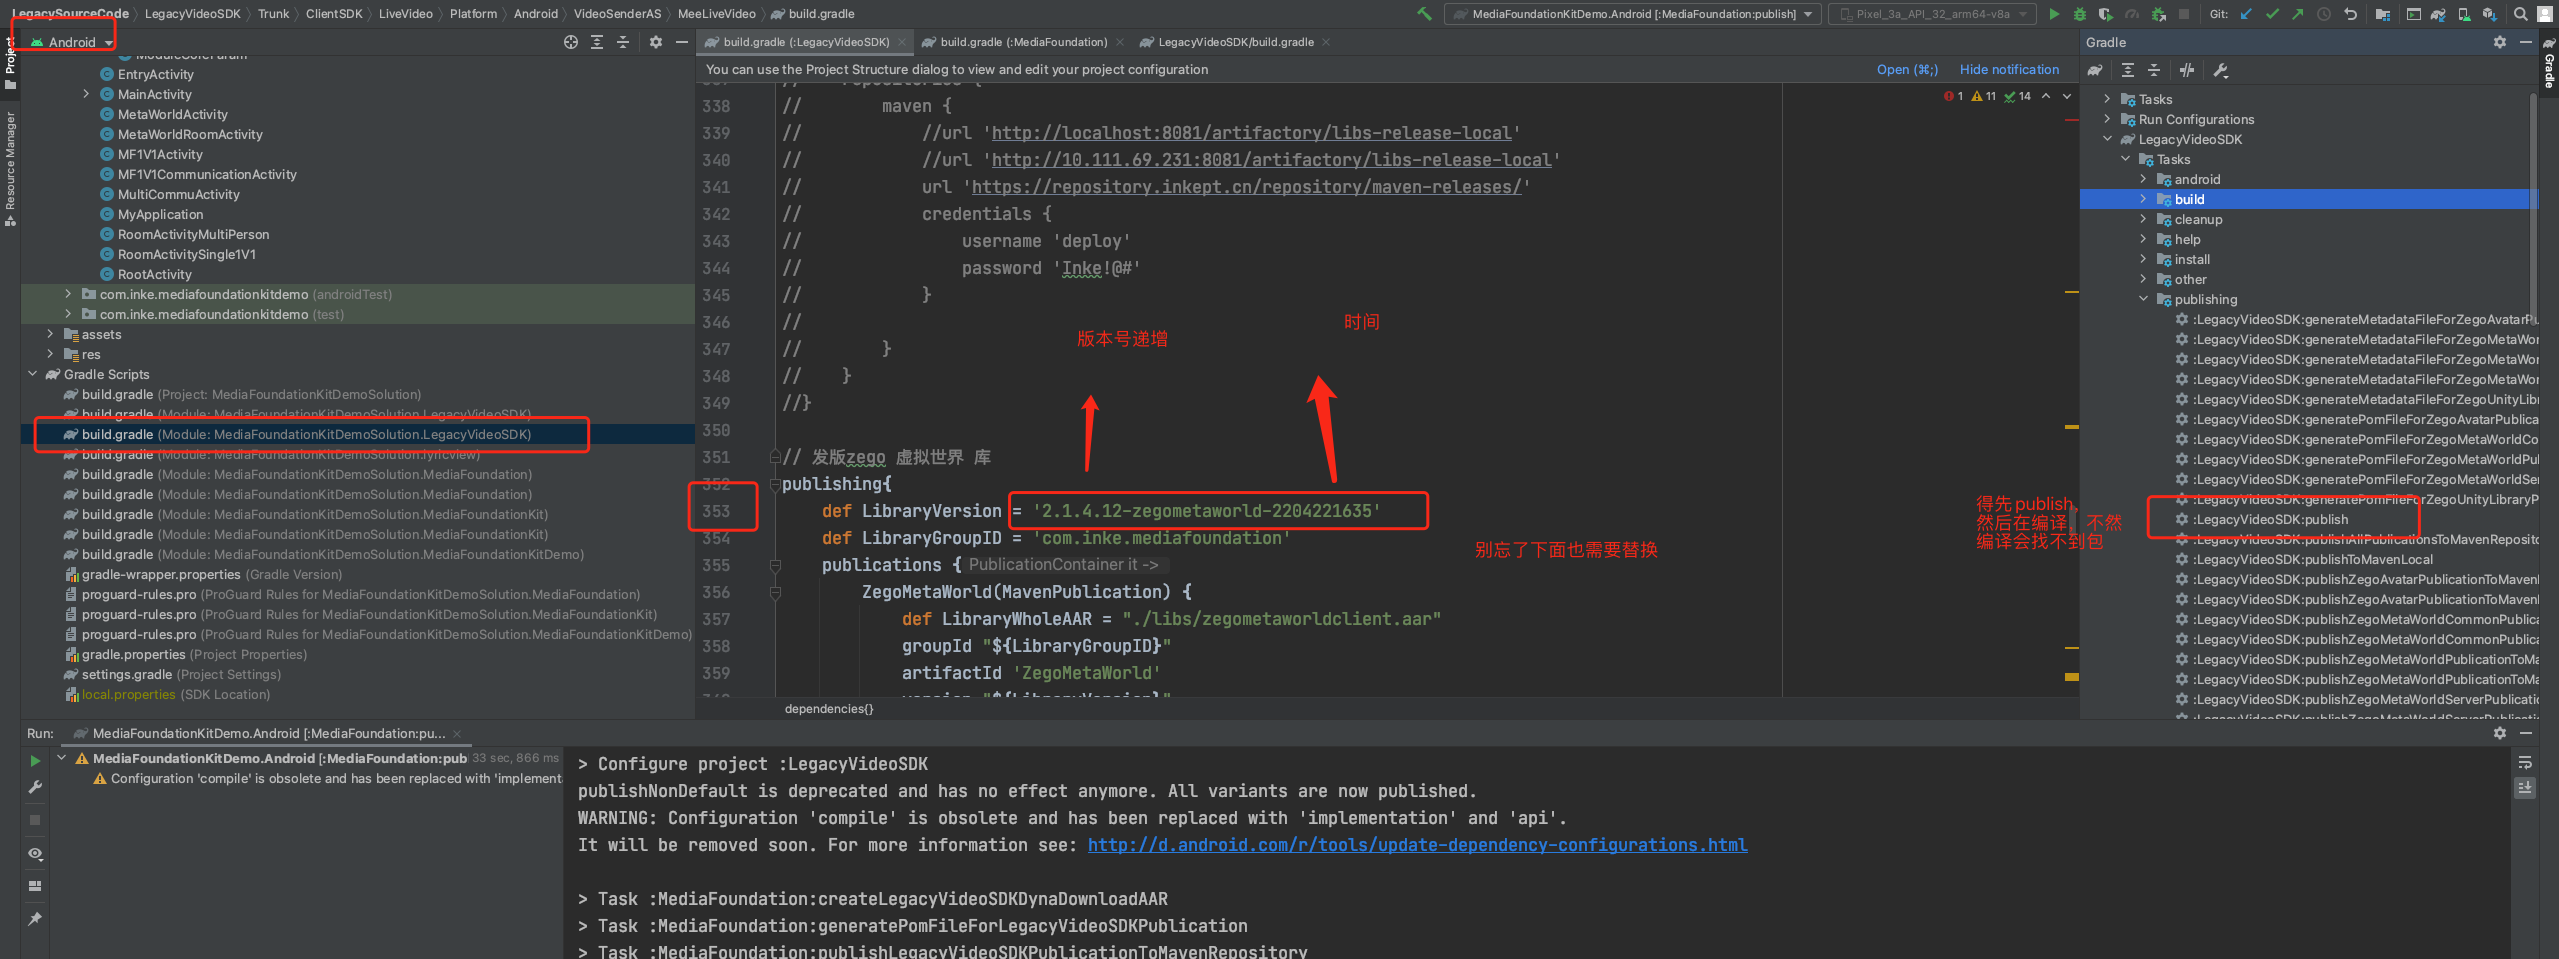 LegacySourceCode LegacyVideoSDK Trunk ClientSDK LiveVideo Platform Android VideoSenderAS MeeLiveVideo build.gradle
MediaFoundationKitDemo.Android [:MediaFoundation:publish]
Pixel_3a_API_32_arm64-v8a
Git:
Project
Resource Manager
Android
EntryActivity
MainActivity
MetaWorldActivity
MetaWorldRoomActivity
MF1V1Activity
MF1V1CommunicationActivity
MultiCommuActivity
MyApplication
RoomActivityMultiPerson
RoomActivitySingle1V1
RootActivity
com.inke.mediafoundationkitdemo (androidTest)
com.inke.mediafoundationkitdemo (test)
assets
res
Gradle Scripts
build.gradle (Project: MediaFoundationKitDemoSolution)
build.gradle (Module: MediaFoundationKitDemoSolution.LegacyVideoSDK)
build.gradle (Module: MediaFoundationKitDemoSolution.LegacyVideoSDK)
build.gradle (Module: MediaFoundationKitDemoSolution.lyricview)
build.gradle (Module: MediaFoundationKitDemoSolution.MediaFoundation)
build.gradle (Module: MediaFoundationKitDemoSolution.MediaFoundation)
build.gradle (Module: MediaFoundationKitDemoSolution.MediaFoundationKit)
build.gradle (Module: MediaFoundationKitDemoSolution.MediaFoundationKit)
build.gradle (Module: MediaFoundationKitDemoSolution.MediaFoundationKitDemo)
gradle-wrapper.properties (Gradle Version)
proguard-rules.pro (ProGuard Rules for MediaFoundationKitDemoSolution.MediaFoundation)
proguard-rules.pro (ProGuard Rules for MediaFoundationKitDemoSolution.MediaFoundationKit)
proguard-rules.pro (ProGuard Rules for MediaFoundationKitDemoSolution.MediaFoundationKitDemo)
gradle.properties (Project Properties)
settings.gradle (Project Settings)
local.properties (SDK Location)
build.gradle (:LegacyVideoSDK) build.gradle (:MediaFoundation) LegacyVideoSDK/build.gradle
You can use the Project Structure dialog to view and edit your project configuration
Open (⌘;) Hide notification
1 11 14
338 // maven {
339 // //url 'http://localhost:8081/artifactory/libs-release-local'
340 // //url 'http://10.111.69.231:8081/artifactory/libs-release-local'
341 // url 'https://repository.inkept.cn/repository/maven-releases/'
342 // credentials {
343 // username 'deploy'
344 // password 'Inke!@#'
345 // }
346 //
347 // }
348 // }
349 //}
350
351 // 发版zego 虚拟世界 库
352 publishing{
353 def LibraryVersion = '2.1.4.12-zegometaworld-2204221635'
354 def LibraryGroupID = 'com.inke.mediafoundation'
355 publications { PublicationContainer it ->
356 ZegoMetaWorld(MavenPublication) {
357 def LibraryWholeAAR = "./libs/zegometaworldclient.aar"
358 groupId "${LibraryGroupID}"
359 artifactId 'ZegoMetaWorld'
version "${LibraryVersion}"
版本号递增
时间
别忘了下面也需要替换
得先publish,
然后在编译，不然
编译会找不到包
dependencies{}
Gradle
Gradle
Tasks
Run Configurations
LegacyVideoSDK
Tasks
android
build
cleanup
help
install
other
publishing
:LegacyVideoSDK:generateMetadataFileForZegoAvatarPu
:LegacyVideoSDK:generateMetadataFileForZegoMetaWor
:LegacyVideoSDK:generateMetadataFileForZegoMetaWor
:LegacyVideoSDK:generateMetadataFileForZegoMetaWor
:LegacyVideoSDK:generateMetadataFileForZegoUnityLibr
:LegacyVideoSDK:generatePomFileForZegoAvatarPublica
:LegacyVideoSDK:generatePomFileForZegoMetaWorldCo
:LegacyVideoSDK:generatePomFileForZegoMetaWorldPu
:LegacyVideoSDK:generatePomFileForZegoMetaWorldSe
:LegacyVideoSDK:generatePomFileForZegoUnityLibraryP
:LegacyVideoSDK:publish
:LegacyVideoSDK:publishAllPublicationsToMavenReposito
:LegacyVideoSDK:publishToMavenLocal
:LegacyVideoSDK:publishZegoAvatarPublicationToMavenL
:LegacyVideoSDK:publishZegoAvatarPublicationToMavenR
:LegacyVideoSDK:publishZegoMetaWorldCommonPublica
:LegacyVideoSDK:publishZegoMetaWorldCommonPublica
:LegacyVideoSDK:publishZegoMetaWorldPublicationToMa
:LegacyVideoSDK:publishZegoMetaWorldPublicationToMa
:LegacyVideoSDK:publishZegoMetaWorldServerPublicatio
Run: MediaFoundationKitDemo.Android [:MediaFoundation:pu...
MediaFoundationKitDemo.Android [:MediaFoundation:pub 33 sec, 866 ms
Configuration 'compile' is obsolete and has been replaced with 'implement
> Configure project :LegacyVideoSDK
publishNonDefault is deprecated and has no effect anymore. All variants are now published.
WARNING: Configuration 'compile' is obsolete and has been replaced with 'implementation' and 'api'.
It will be removed soon. For more information see: http://d.android.com/r/tools/update-dependency-configurations.html
> Task :MediaFoundation:createLegacyVideoSDKDynaDownloadAAR
> Task :MediaFoundation:generatePomFileForLegacyVideoSDKPublication
> Task :MediaFoundation:publishLegacyVideoSDKPublicationToMavenRepository